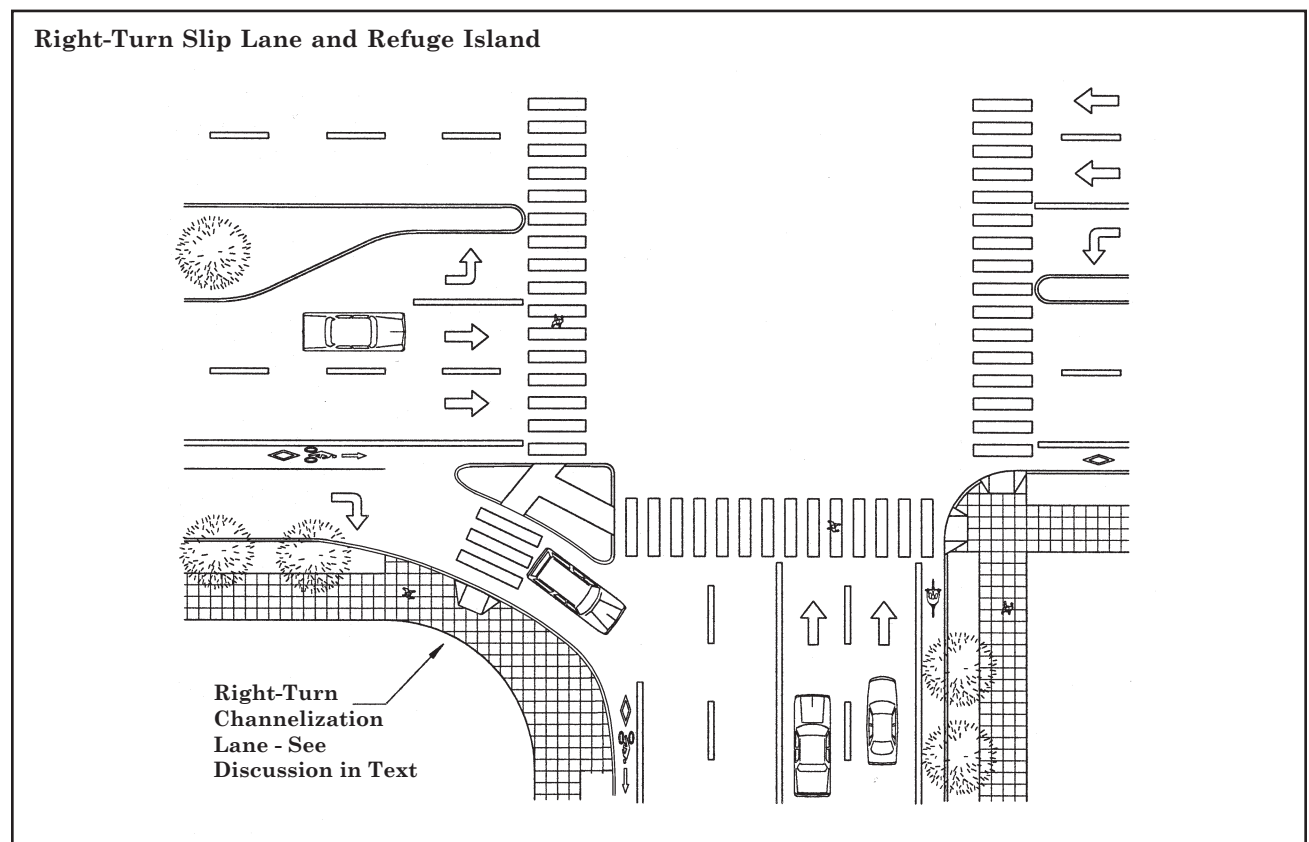 Right-Turn Slip Lane and Refuge Island
Right-Turn
Channelization
Lane - See
Discussion in Text